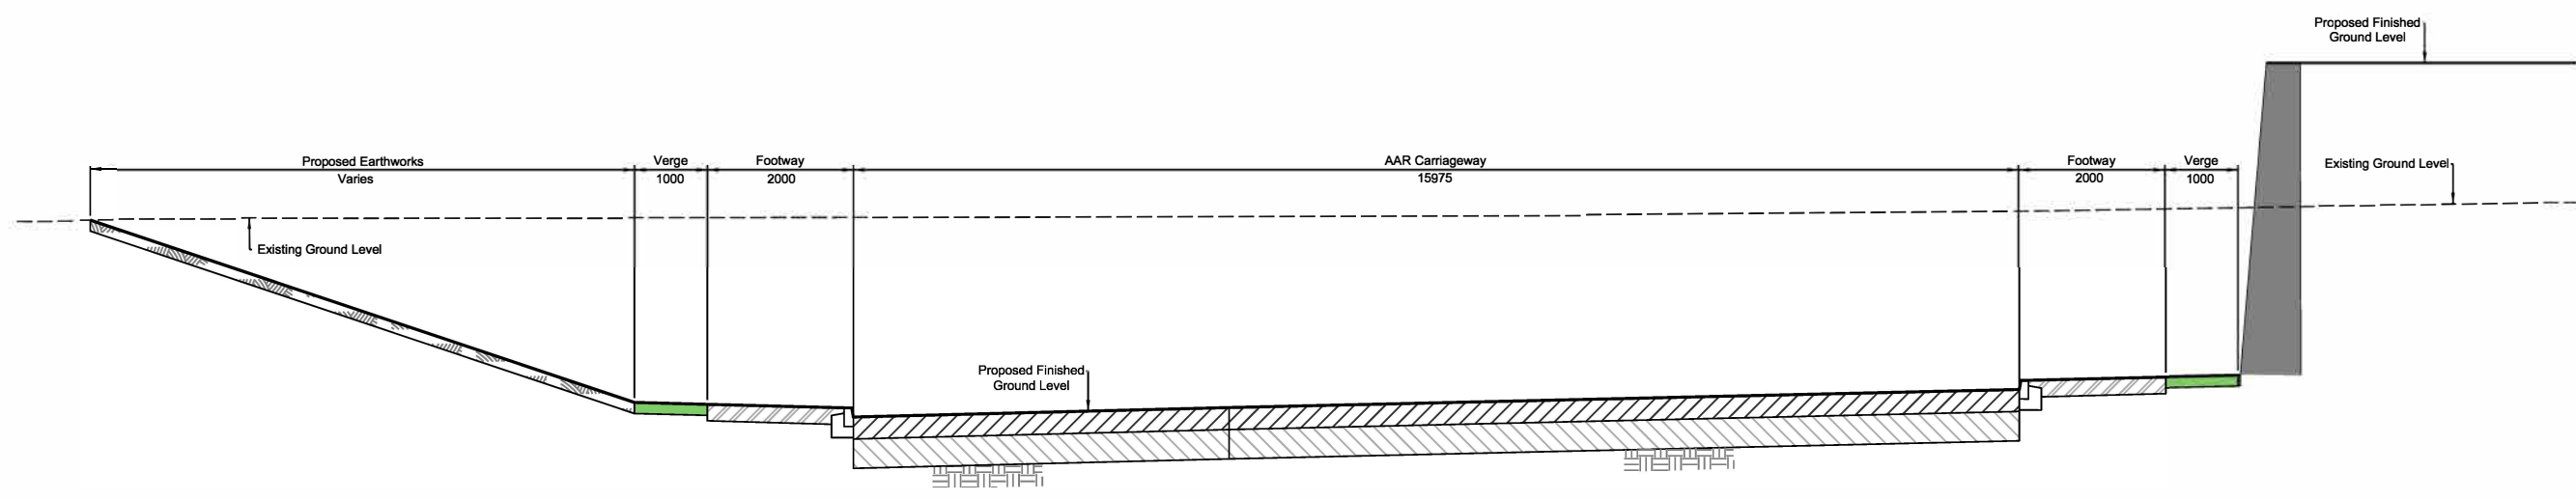 Proposed Finished
Ground Level
Proposed Earthworks
Varies
Verge
1000
Footway
2000
AAR Carriageway
15975
Footway
2000
Verge
1000
Existing Ground Level
Existing Ground Level
Proposed Finished
Ground Level